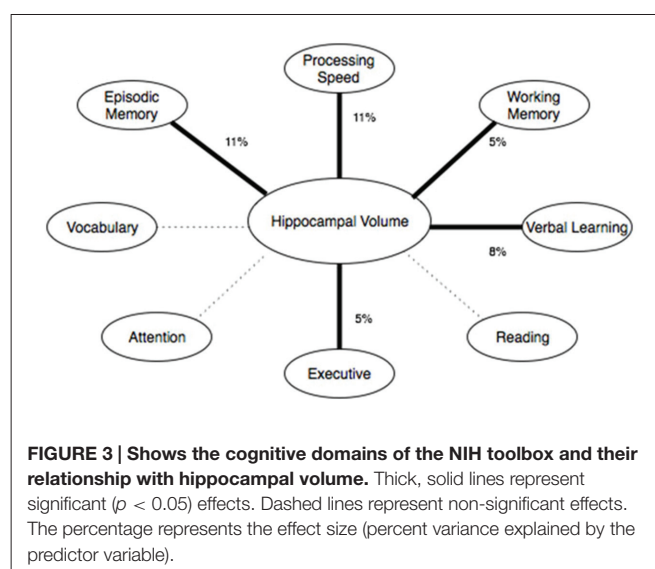 Processing
Speed
Episodic
Memory
Working
Memory
11%
11%
5%
Vocabulary
Hippocampal Volume
Verbal Learning
8%
5%
Attention
Reading
Executive
FIGURE 3 | Shows the cognitive domains of the NIH toolbox and their
relationship with hippocampal volume. Thick, solid lines represent
significant (p < 0.05) effects. Dashed lines represent non-significant effects.
The percentage represents the effect size (percent variance explained by the
predictor variable).